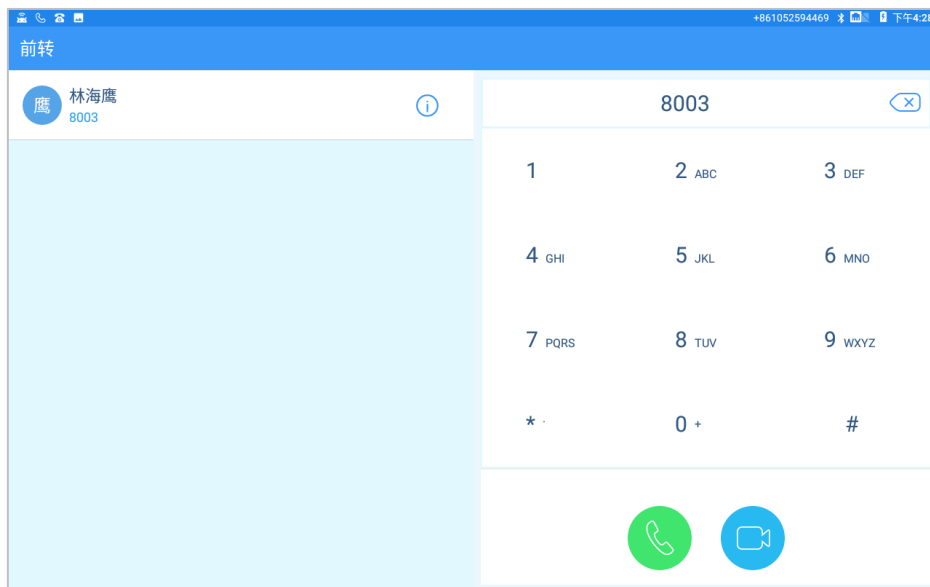 +861052594469 下午4:28
前转
鹰
林海鹰
8003
8003
1
2 ABC
3 DEF
4 GHI
5 JKL
6 MNO
7 PQRS
8 TUV
9 WXYZ
*
0 +
#